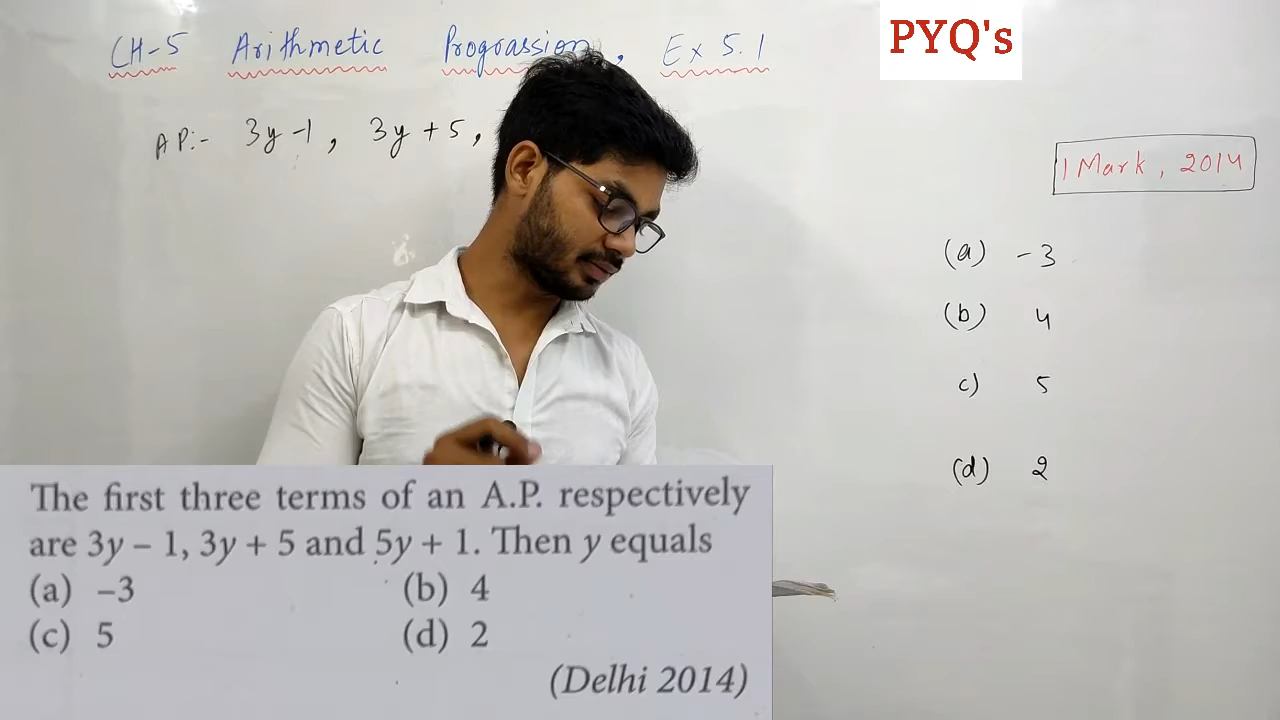 PYQ's
CH-5 Arithmetic Prograssion, Ex 5.1
AP:- 3y-1, 3y+5,
1 Mark, 2014
(a) -3
(b) 4
c) 5
(d) 2
The first three terms of an A.P. respectively
are 3y – 1, 3y + 5 and 5y + 1. Then y equals
(a) –3 (b) 4
(c) 5 (d) 2
(Delhi 2014)